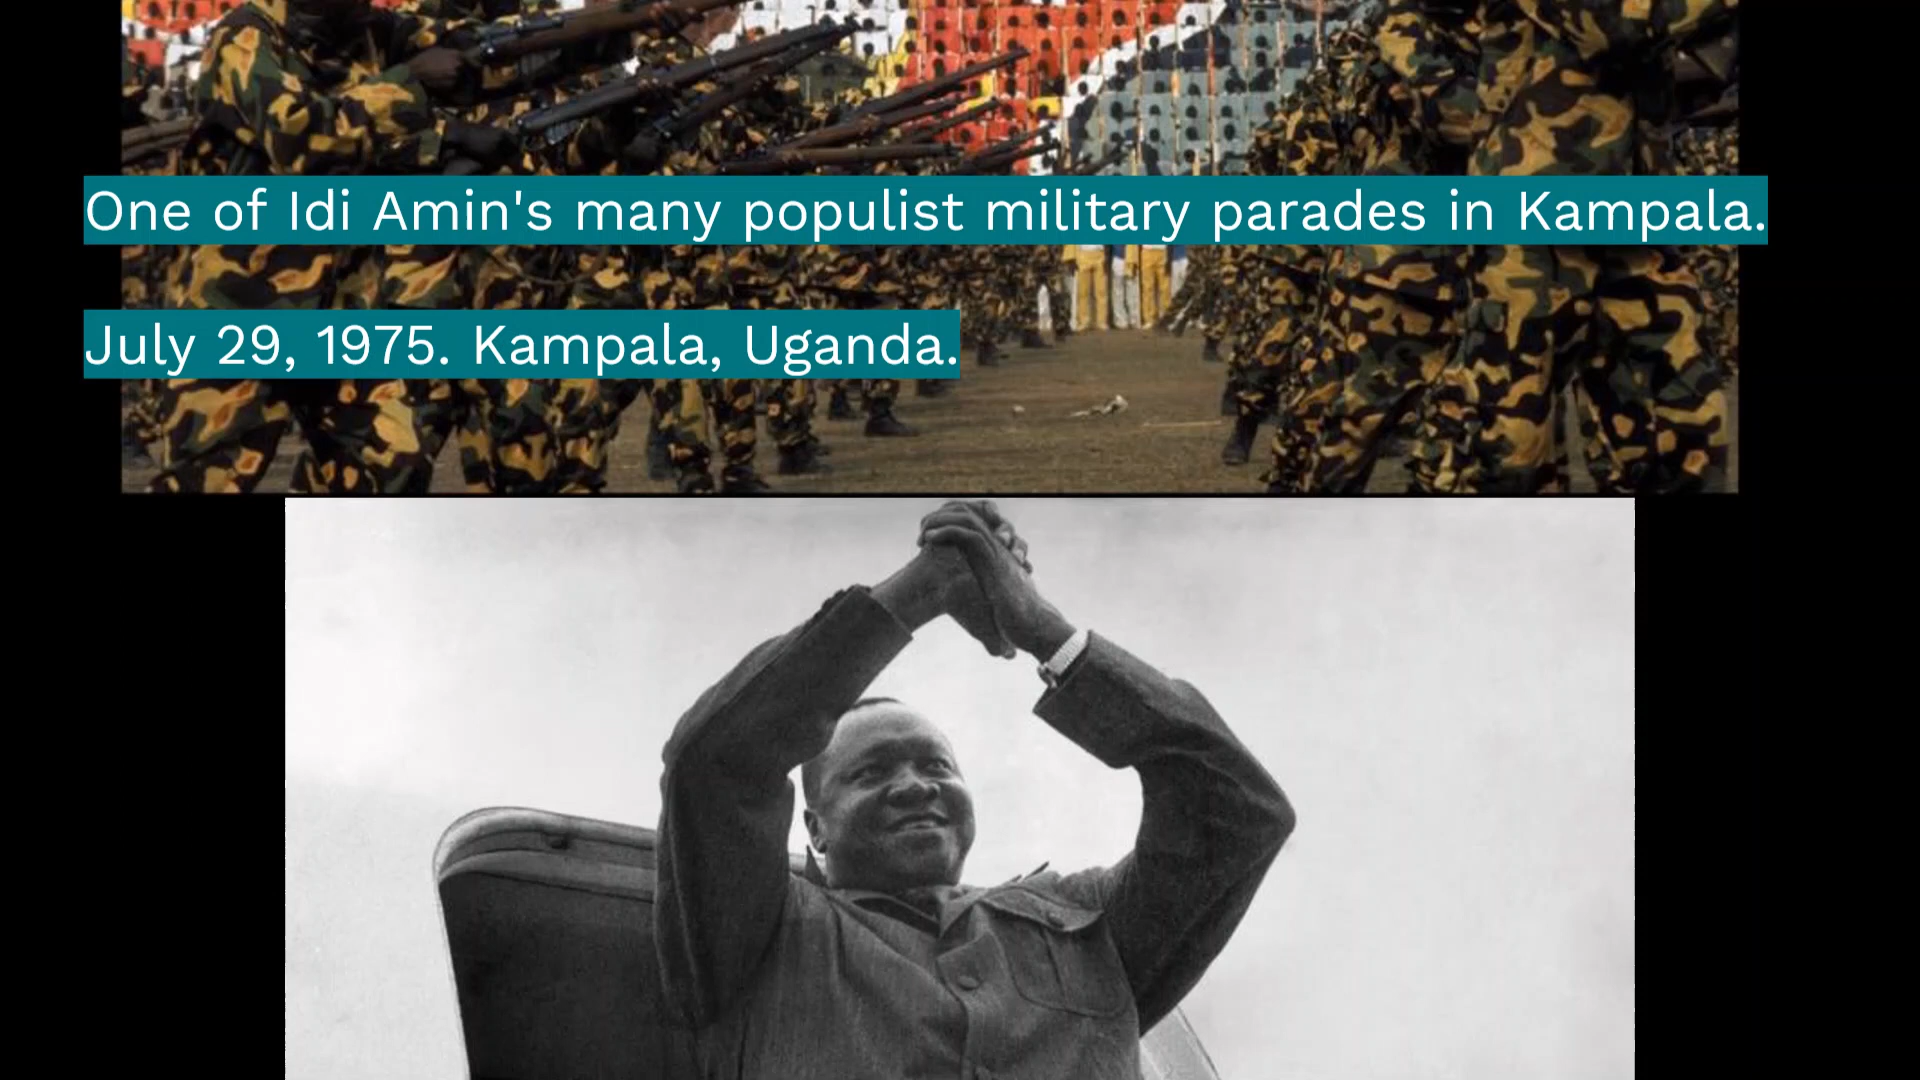 One of Idi Amin's many populist military parades in Kampala.
July 29, 1975. Kampala, Uganda.